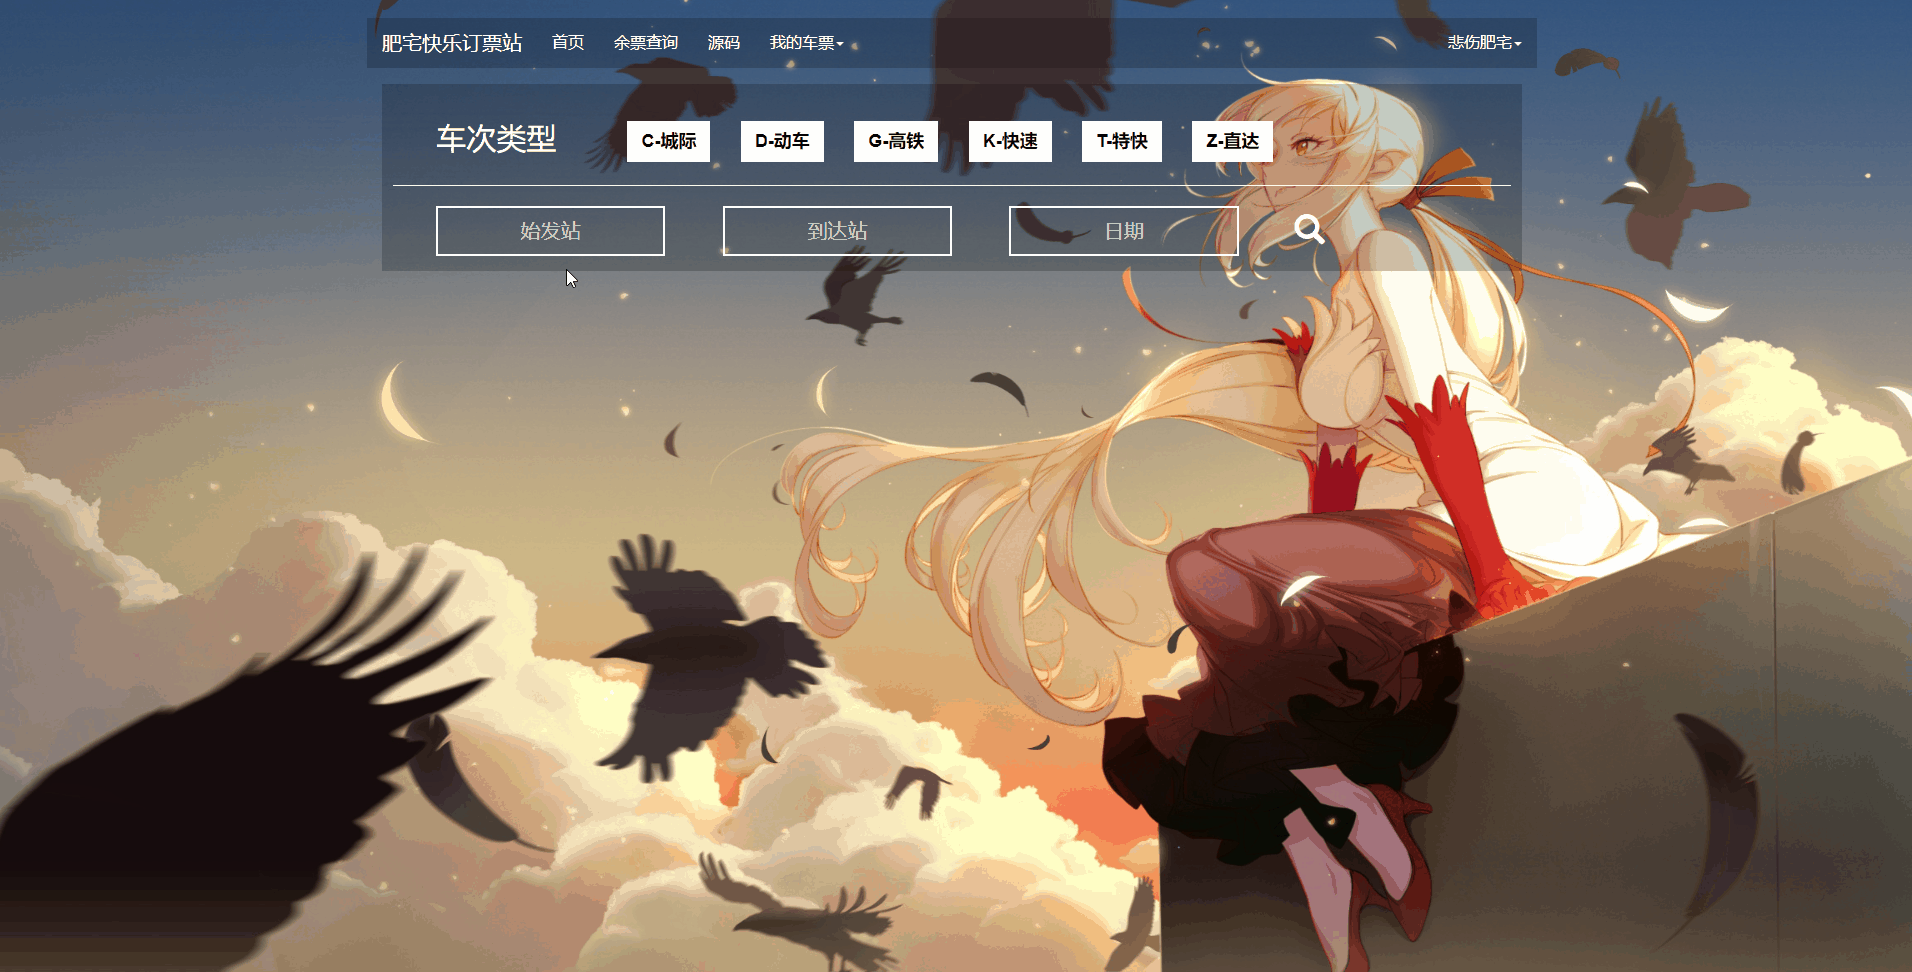 肥宅快乐订票站 首页 余票查询 源码 我的车票 悲伤肥宅
车次类型 C-城际 D-动车 G-高铁 K-快速 T-特快 Z-直达
始发站 到达站 日期